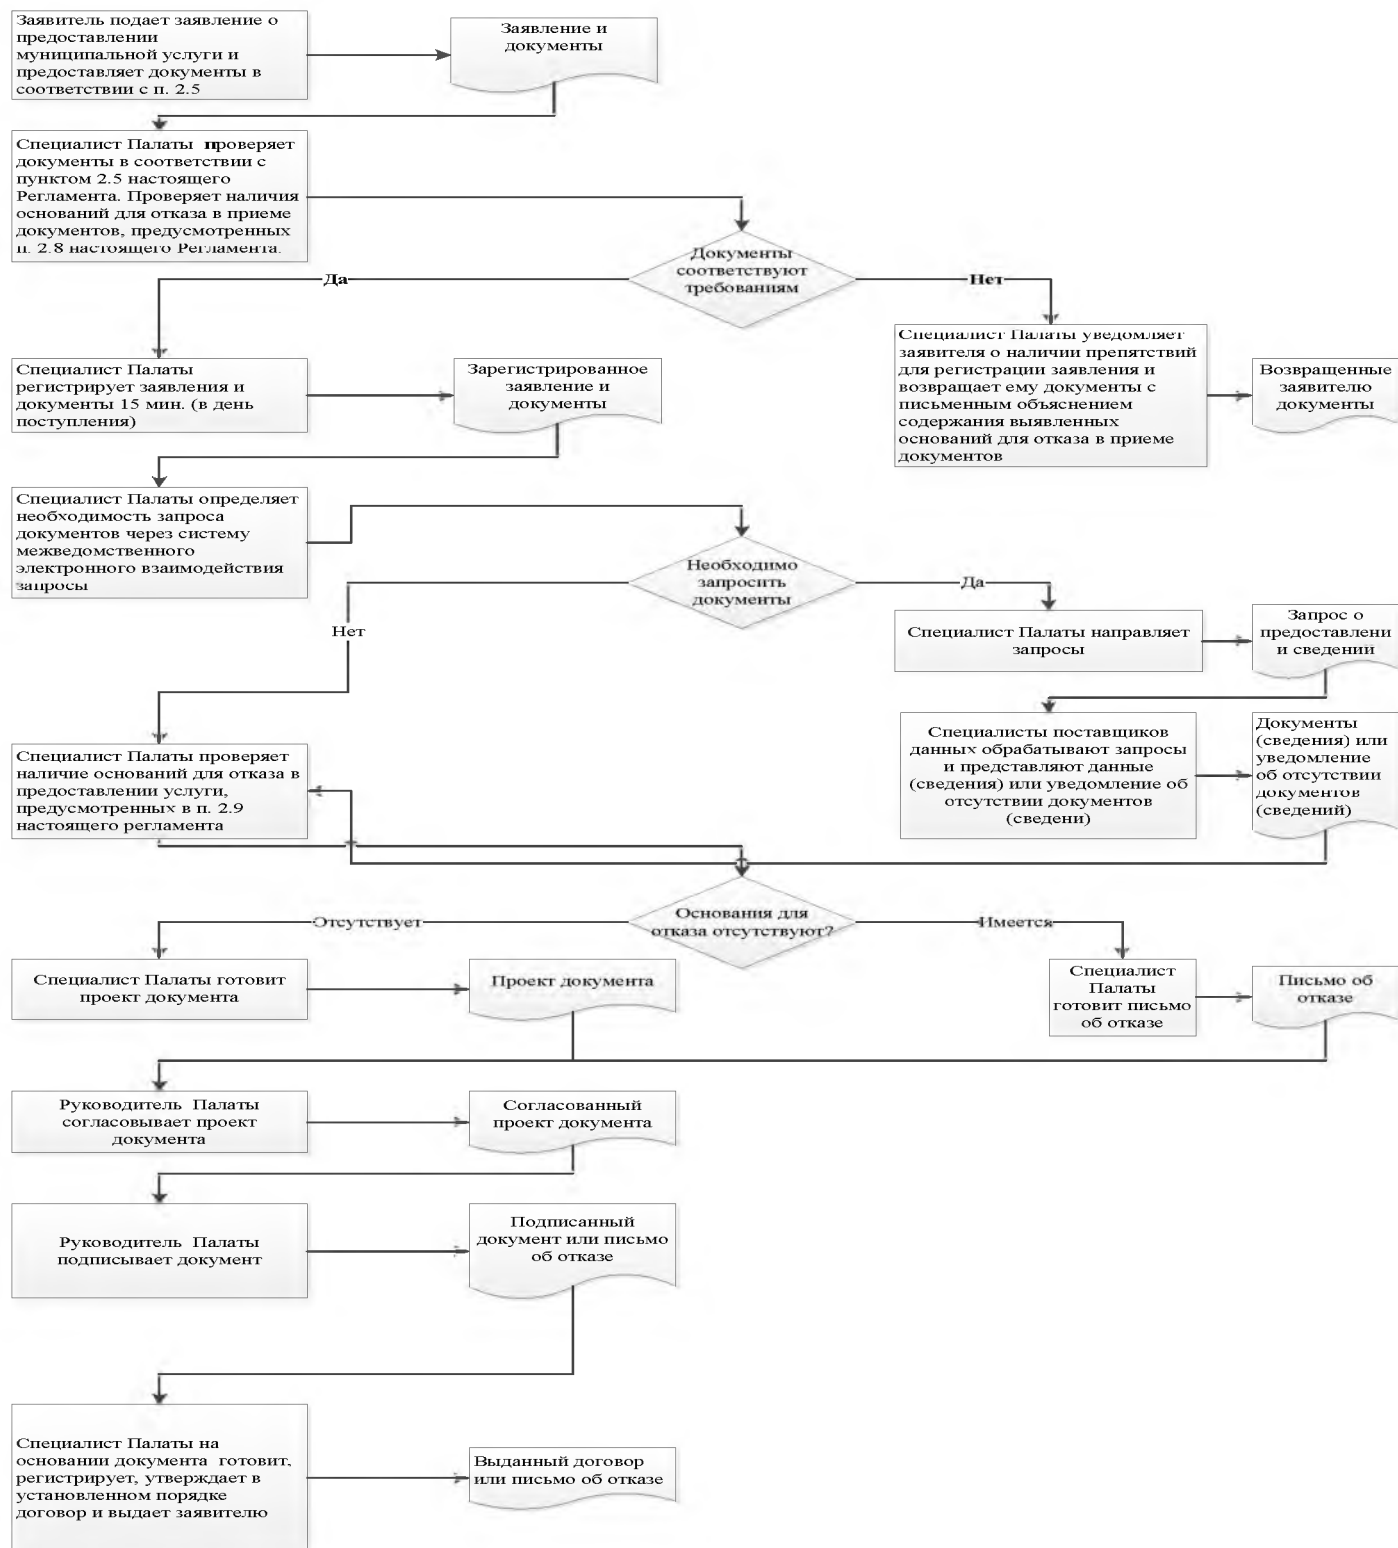 Заявитель подает заявление о
предоставлении
муниципальной услуги и
предоставляет документы в
соответствии с п. 2.5
Заявление и
документы
Специалист Палаты проверяет
документы в соответствии с
пунктом 2.5 настоящего
Регламента. Проверяет наличия
оснований для отказа в приеме
документов, предусмотренных
п. 2.8 настоящего Регламента.
Документы
соответствуют
требованиям
Да
Нет
Специалист Палаты
регистрирует заявления и
документы 15 мин. (в день
поступления)
Зарегистрированное
заявление и
документы
Специалист Палаты уведомляет
заявителя о наличии препятствий
для регистрации заявления и
возвращает ему документы с
письменным объяснением
содержания выявленных
оснований для отказа в приеме
документов
Возвращенные
заявителю
документы
Специалист Палаты определяет
необходимость запроса
документов через систему
межведомственного
электронного взаимодействия
запросы
Необходимо
запросить
документы
Да
Нет
Специалист Палаты направляет
запросы
Запрос о
предоставлени
и сведении
Специалисты поставщиков
данных обрабатывают запросы
и представляют данные
(сведения) или уведомление об
отсутствии документов
(сведени)
Документы
(сведения) или
уведомление
об отсутствии
документов
(сведений)
Специалист Палаты проверяет
наличие оснований для отказа в
предоставлении услуги,
предусмотренных в п. 2.9
настоящего регламента
Основания для
отказа отсутствуют?
Отсутствует
Имеется
Специалист Палаты готовит
проект документа
Проект документа
Специалист
Палаты
готовит письмо
об отказе
Письмо об
отказе
Руководитель Палаты
согласовывает проект
документа
Согласованный
проект документа
Руководитель Палаты
подписывает документ
Подписанный
документ или письмо
об отказе
Специалист Палаты на
основании документа готовит,
регистрирует, утверждает в
установленном порядке
договор и выдает заявителю
Выданный договор
или письмо об отказе